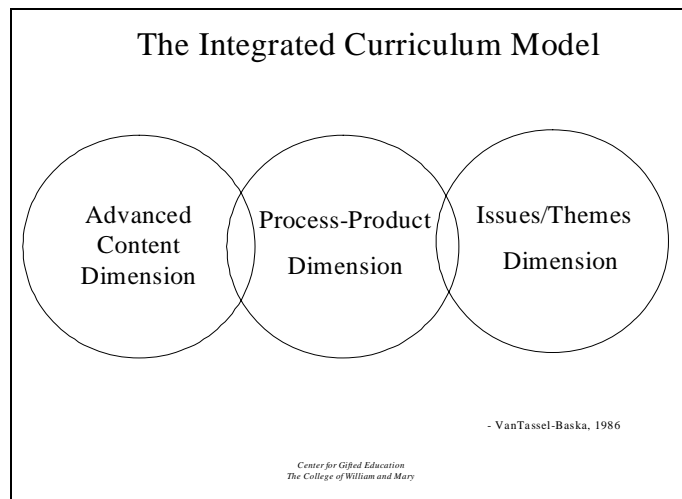 The Integrated Curriculum Model
Advanced
Content
Dimension
Process-Product
Dimension
Issues/Themes
Dimension
- VanTassel-Baska, 1986
Center for Gifted Education
The College of William and Mary